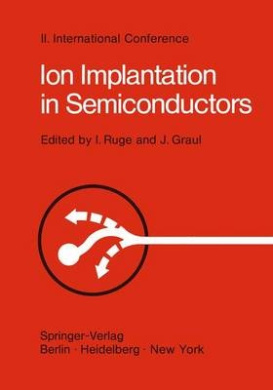 II. International Conference
Ion Implantation
in Semiconductors
Edited by I. Ruge and J. Graul
Springer-Verlag
Berlin · Heidelberg · New York